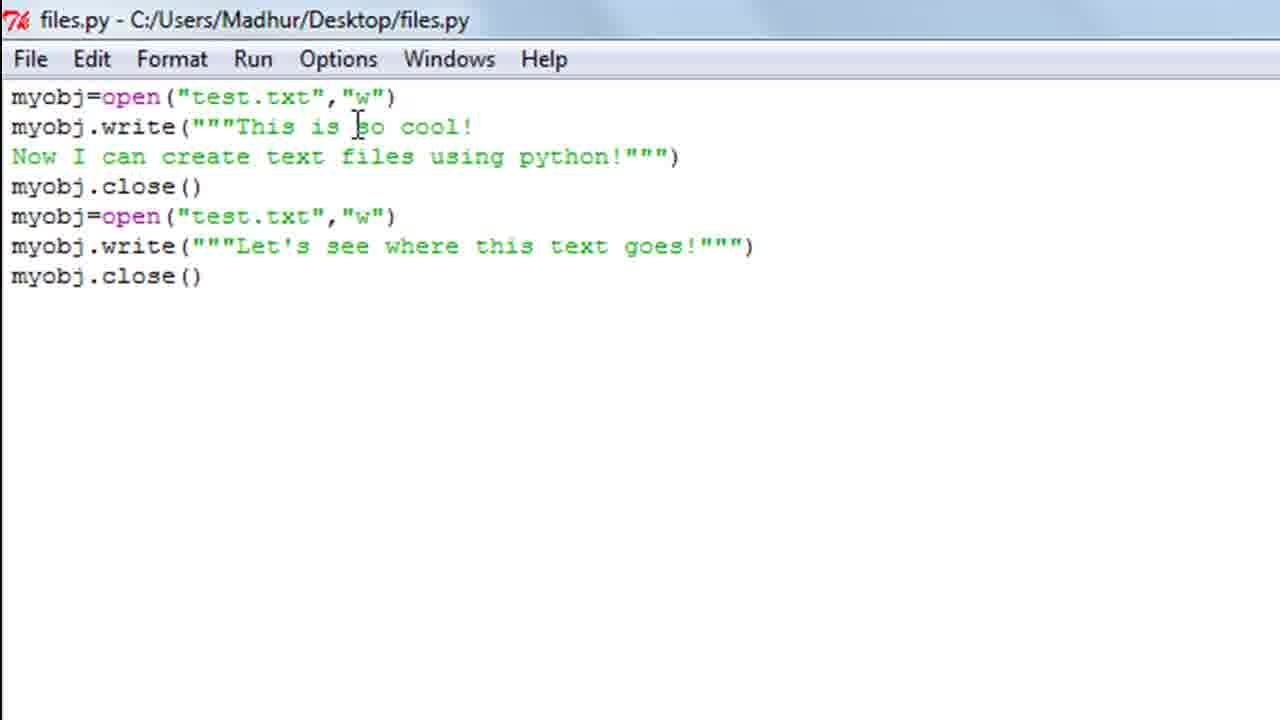 files.py - C:/Users/Madhur/Desktop/files.py
File Edit Format Run Options Windows Help
myobj=open("test.txt","w")
myobj.write("""This is so cool!
Now I can create text files using python!""")
myobj.close()
myobj=open("test.txt","w")
myobj.write("""Let's see where this text goes!""")
myobj.close()